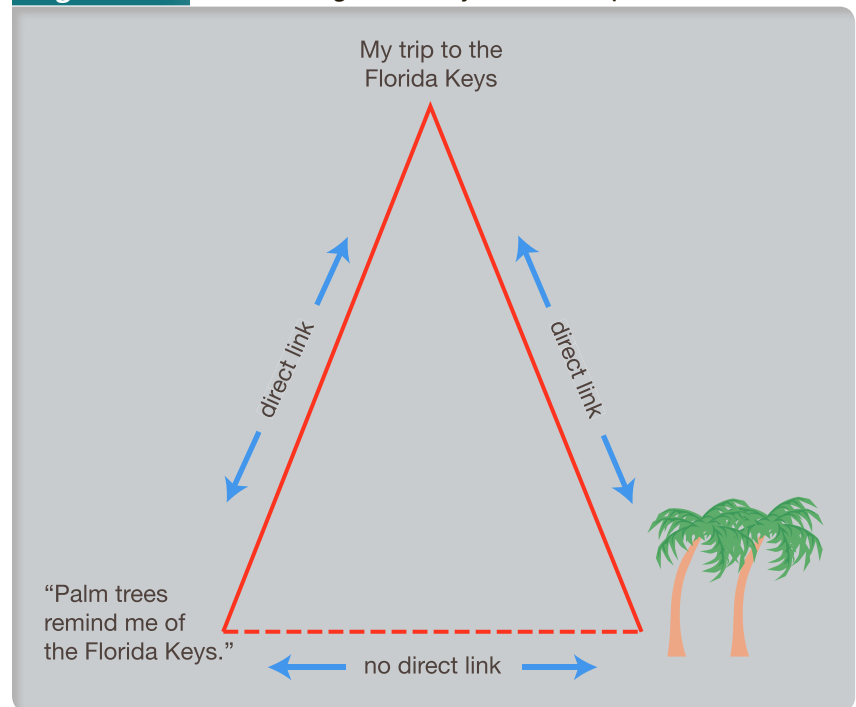 My trip to the
Florida Keys
direct link
direct link
“Palm trees
remind me of
the Florida Keys.”
no direct link